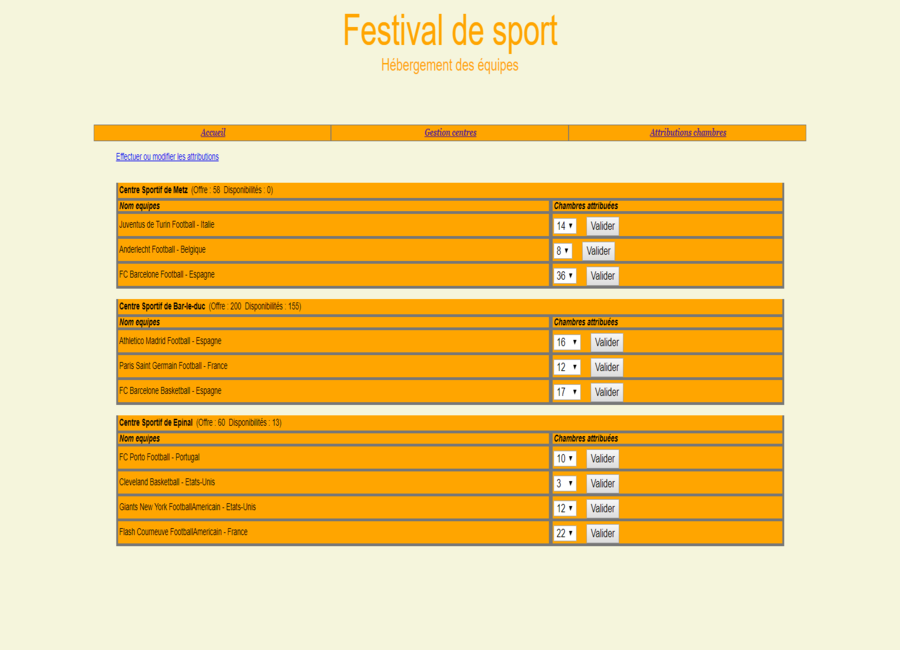 Festival de sport
Hébergement des équipes
Accueil Gestion centres Attributions chambres
Effectuer ou modifier les attributions
Centre Sportif de Metz (Offre : 58 Disponibilités : 0)
Nom equipes Chambres attribuées
Juventus de Turin Football - Italie 14 Valider
Anderlecht Football - Belgique 8 Valider
FC Barcelone Football - Espagne 36 Valider
Centre Sportif de Bar-le-duc (Offre : 200 Disponibilités : 155)
Nom equipes Chambres attribuées
Athletico Madrid Football - Espagne 16 Valider
Paris Saint Germain Football - France 12 Valider
FC Barcelone Basketball - Espagne 17 Valider
Centre Sportif de Epinal (Offre : 60 Disponibilités : 13)
Nom equipes Chambres attribuées
FC Porto Football - Portugal 10 Valider
Cleveland Basketball - Etats-Unis 3 Valider
Giants New York FootballAmericain - Etats-Unis 12 Valider
Flash Courneuve FootballAmericain - France 22 Valider